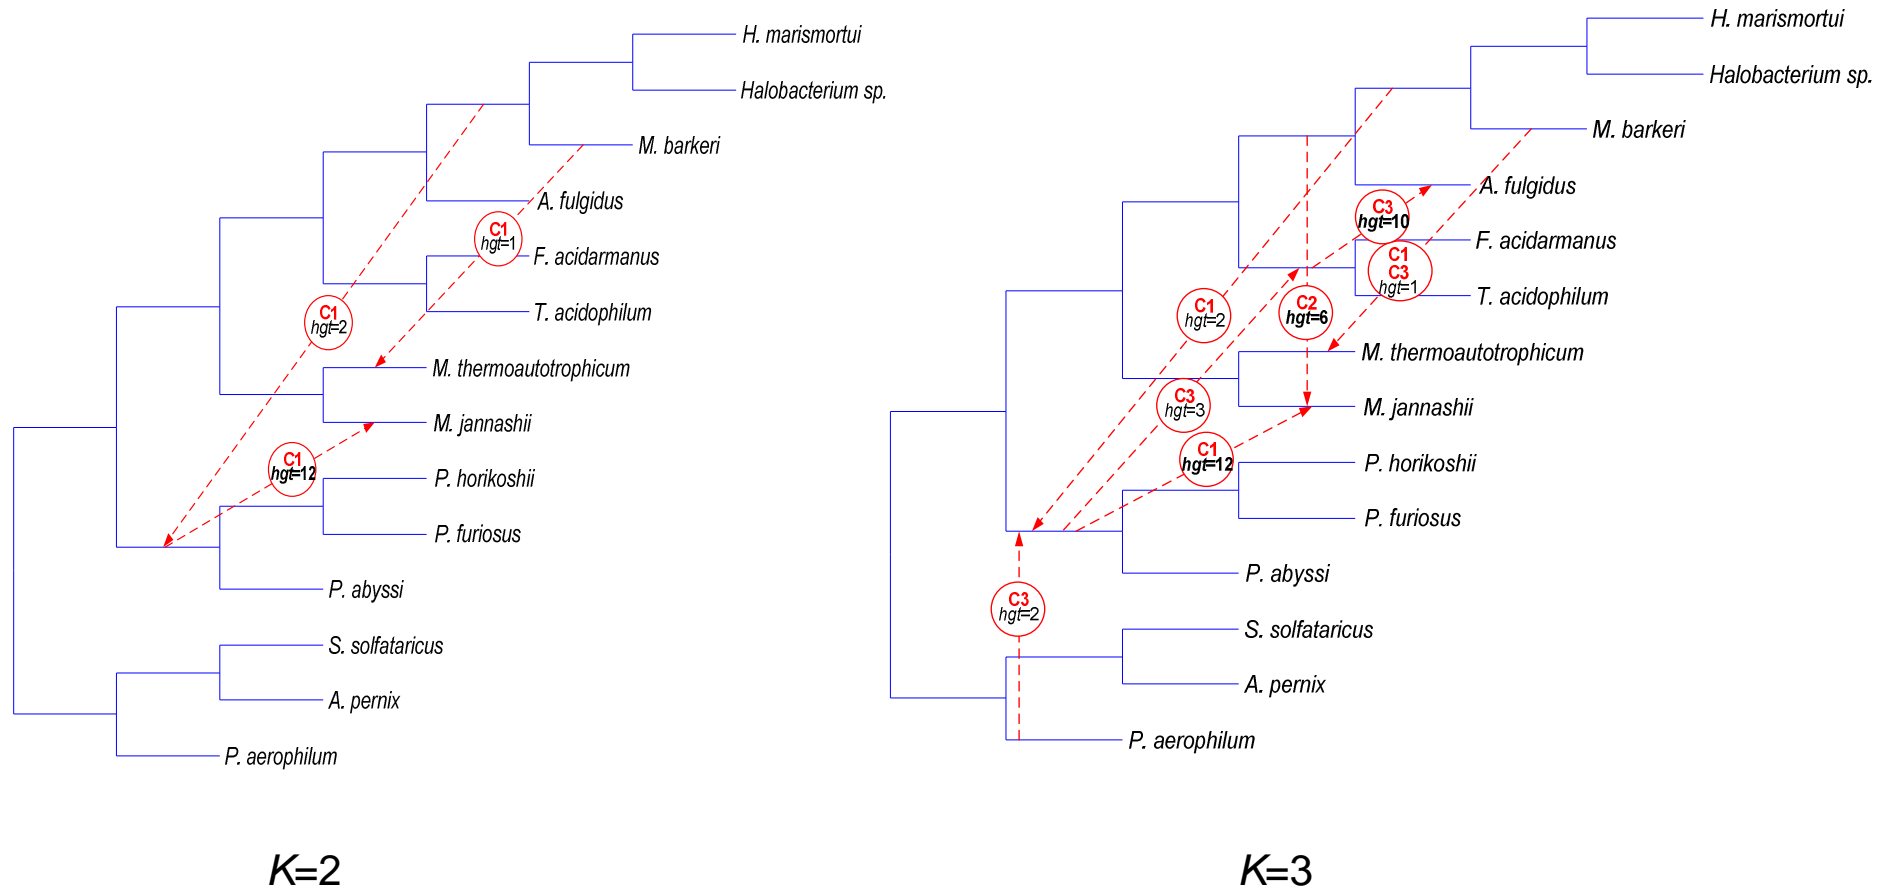 H. marismortui
Halobacterium sp.
M. barkeri
A. fulgidus
C1
hgt=1
F. acidarmanus
C1
hgt=2
T. acidophilum
M. thermoautotrophicum
M. jannashii
C1
hgt=12
P. horikoshii
P. furiosus
P. abyssi
S. solfataricus
A. pernix
P. aerophilum
K=2
H. marismortui
Halobacterium sp.
M. barkeri
A. fulgidus
C3
hgt=10
F. acidarmanus
C1
C3
hgt=1
T. acidophilum
C1
hgt=2
C2
hgt=6
M. thermoautotrophicum
C3
hgt=3
M. jannashii
C1
hgt=12
P. horikoshii
P. furiosus
P. abyssi
C3
hgt=2
S. solfataricus
A. pernix
P. aerophilum
K=3